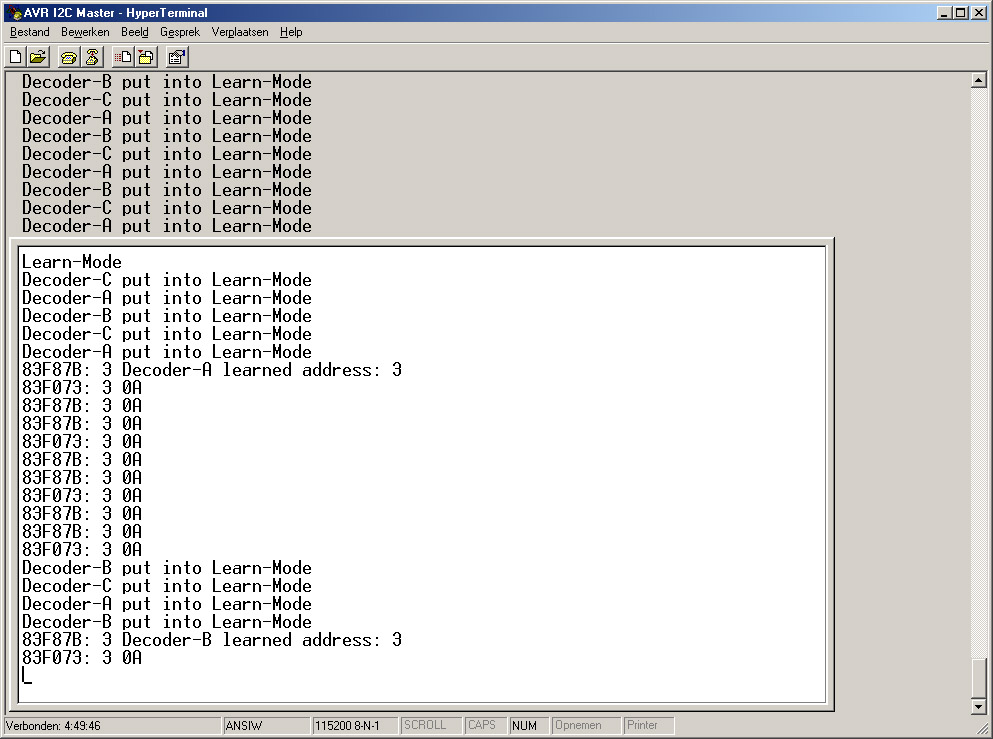 AVR I2C Master - HyperTerminal
Bestand Bewerken Beeld Gesprek Verplaatsen Help
Decoder-B put into Learn-Mode
Decoder-C put into Learn-Mode
Decoder-A put into Learn-Mode
Decoder-B put into Learn-Mode
Decoder-C put into Learn-Mode
Decoder-A put into Learn-Mode
Decoder-B put into Learn-Mode
Decoder-C put into Learn-Mode
Decoder-A put into Learn-Mode
Learn-Mode
Decoder-C put into Learn-Mode
Decoder-A put into Learn-Mode
Decoder-B put into Learn-Mode
Decoder-C put into Learn-Mode
Decoder-A put into Learn-Mode
83F87B: 3 Decoder-A learned address: 3
83F073: 3 0A
83F87B: 3 0A
83F87B: 3 0A
83F073: 3 0A
83F87B: 3 0A
83F87B: 3 0A
83F073: 3 0A
83F87B: 3 0A
83F87B: 3 0A
83F073: 3 0A
Decoder-B put into Learn-Mode
Decoder-C put into Learn-Mode
Decoder-A put into Learn-Mode
Decoder-B put into Learn-Mode
83F87B: 3 Decoder-B learned address: 3
83F073: 3 0A
Verbonden: 4:49:46 ANSIW 115200 8-N-1 SCROLL CAPS NUM Opnemen Printer